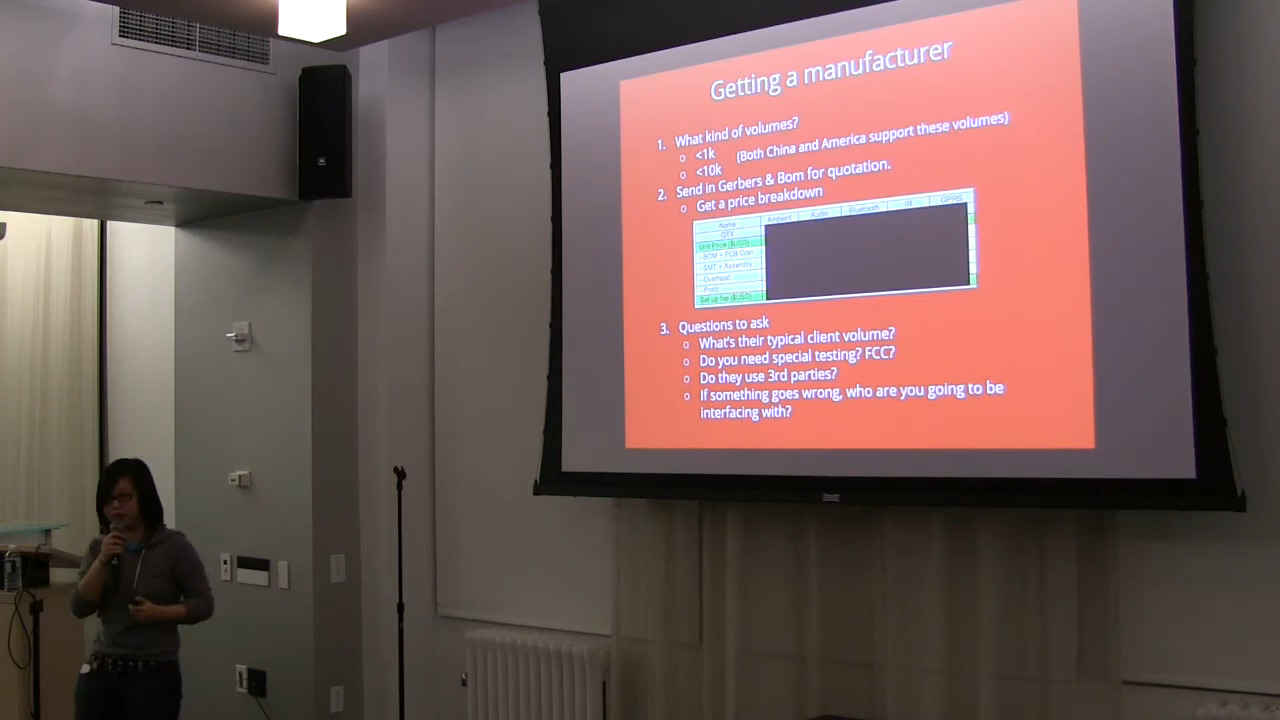 Getting a manufacturer
1. What kind of volumes?
o <1k (Both China and America support these volumes)
o <10k
2. Send in Gerbers & Bom for quotation.
o Get a price breakdown
Name Ambient Audio Bluetooth IR GPRS
QTY
Unit Price ($USD)
--BOM + PCB Cost
--SMT + Assembly
--Overhead
--Profit
Set up fee ($USD)
3. Questions to ask
o What's their typical client volume?
o Do you need special testing? FCC?
o Do they use 3rd parties?
o If something goes wrong, who are you going to be
interfacing with?